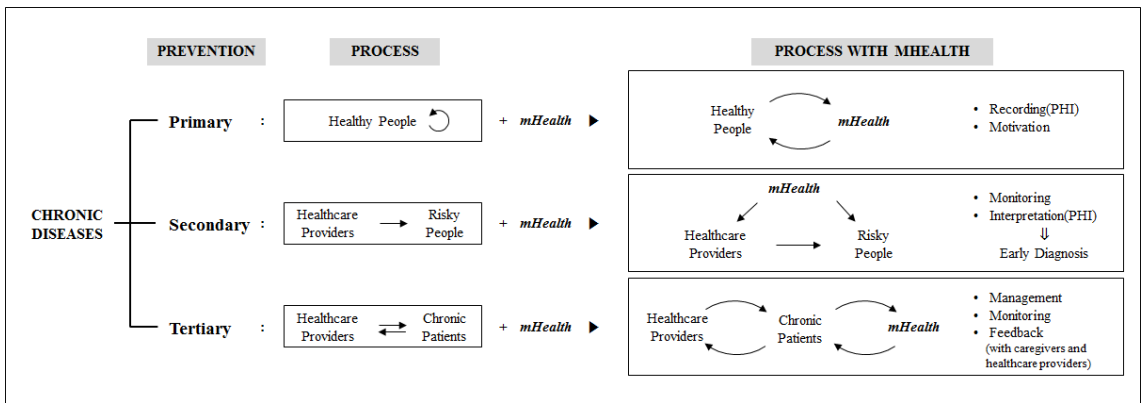 PREVENTION
PROCESS
PROCESS WITH MHEALTH
CHRONIC
DISEASES
Primary :
Healthy People
+ mHealth
Healthy
People
mHealth
• Recording(PHI)
• Motivation
Secondary :
Healthcare
Providers
Risky
People
+ mHealth
mHealth
Healthcare
Providers
Risky
People
• Monitoring
• Interpretation(PHI)
⇓
Early Diagnosis
Tertiary :
Healthcare
Providers
Chronic
Patients
+ mHealth
Healthcare
Providers
Chronic
Patients
mHealth
• Management
• Monitoring
• Feedback
(with caregivers and
healthcare providers)